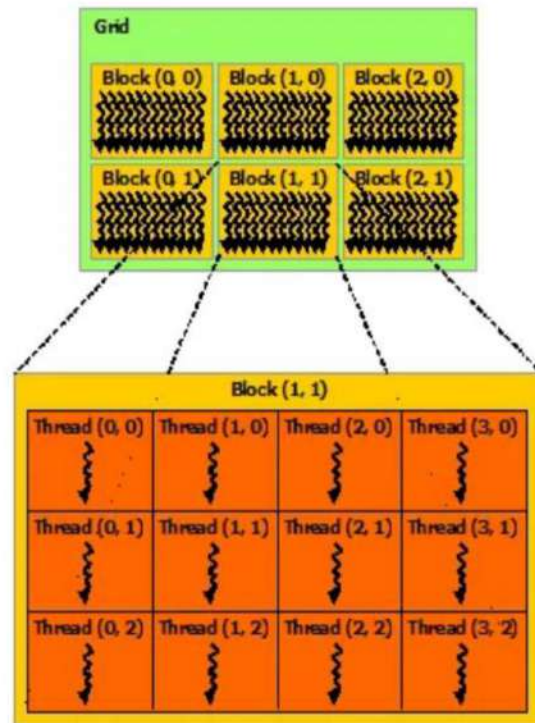 Grid
Block (0, 0) Block (1, 0) Block (2, 0)
Block (0, 1) Block (1, 1) Block (2, 1)
Block (1, 1)
Thread (0, 0) Thread (1, 0) Thread (2, 0) Thread (3, 0)
Thread (0, 1) Thread (1, 1) Thread (2, 1) Thread (3, 1)
Thread (0, 2) Thread (1, 2) Thread (2, 2) Thread (3, 2)